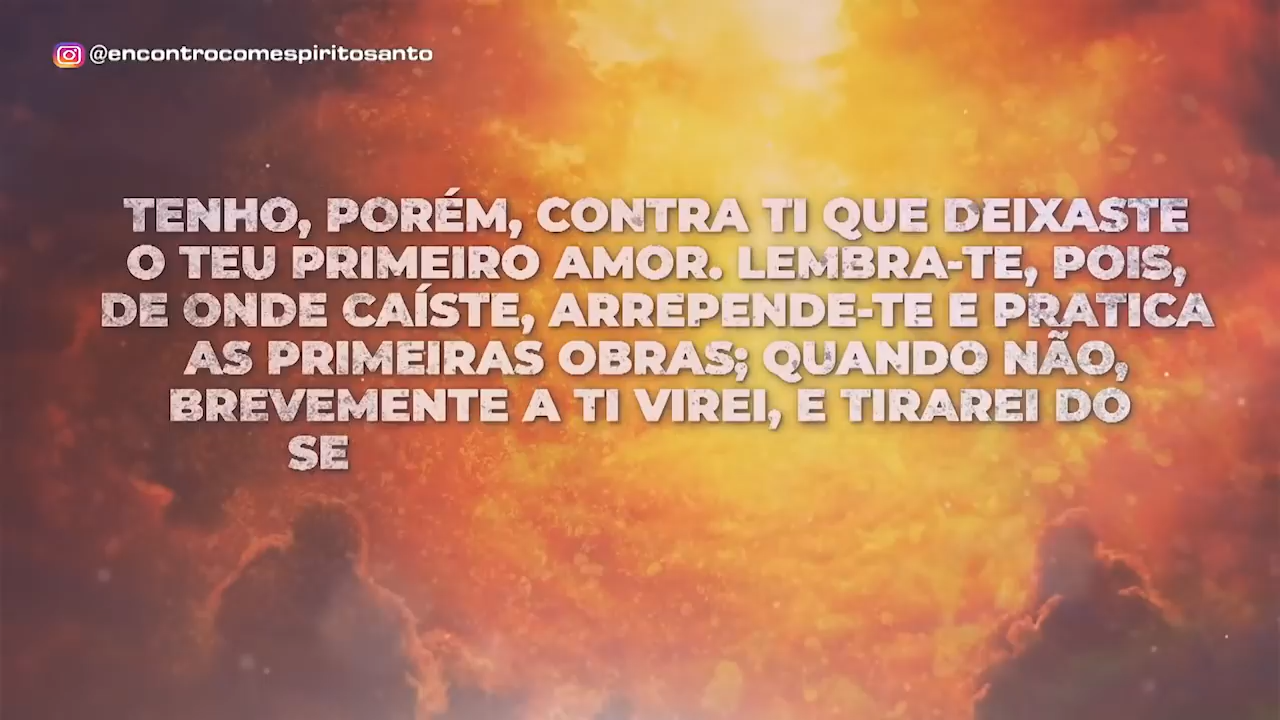 @encontrocomespiritosanto
TENHO, PORÉM, CONTRA TI QUE DEIXASTE
O TEU PRIMEIRO AMOR. LEMBRA-TE, POIS,
DE ONDE CAÍSTE, ARREPENDE-TE E PRATICA
AS PRIMEIRAS OBRAS; QUANDO NÃO,
BREVEMENTE A TI VIREI, E TIRAREI DO
SE